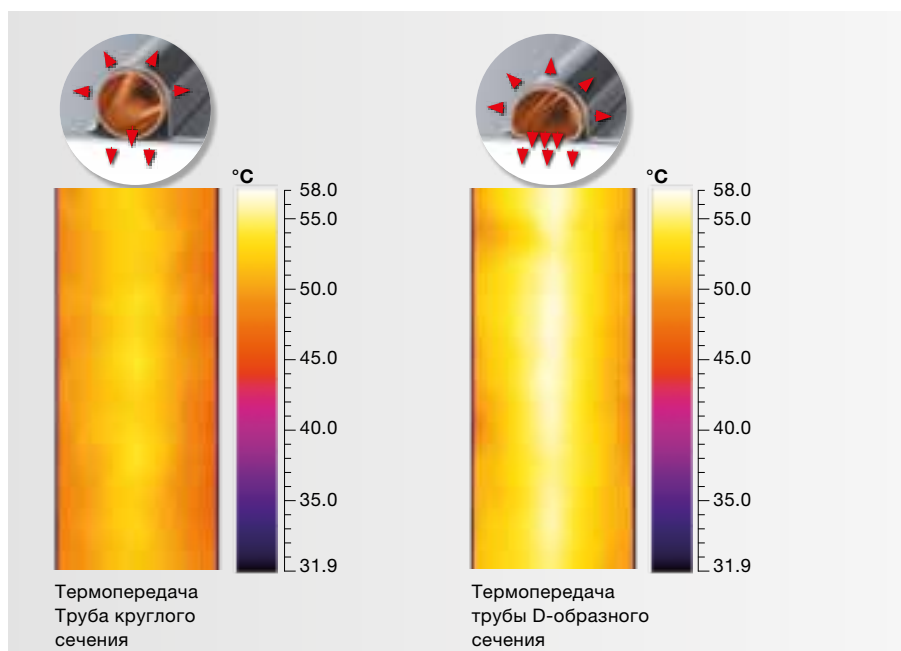 °C
58.0
55.0
50.0
45.0
40.0
35.0
31.9
Термопередача
Труба круглого
сечения
°C
58.0
55.0
50.0
45.0
40.0
35.0
31.9
Термопередача
трубы D-образного
сечения